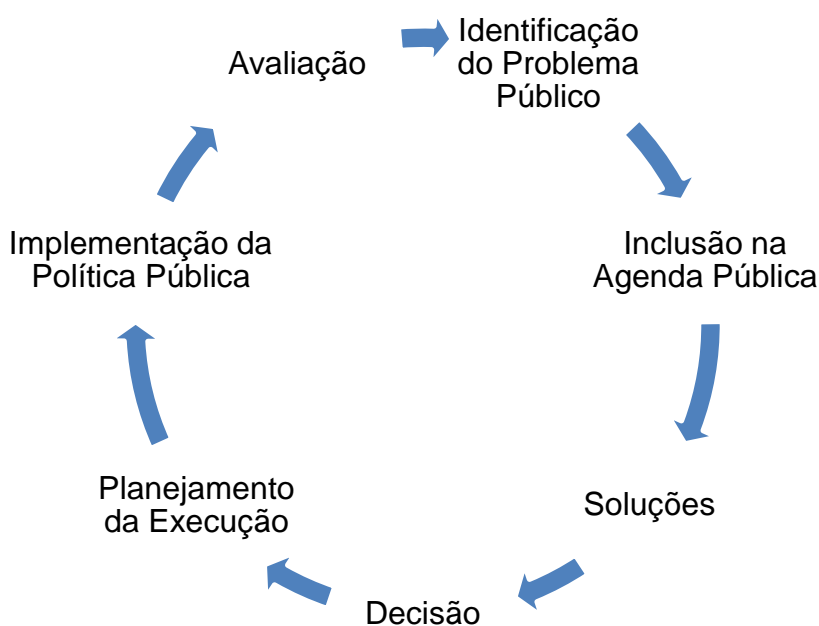 Identificação
do Problema
Público
Inclusão na
Agenda Pública
Soluções
Decisão
Planejamento
da Execução
Implementação da
Política Pública
Avaliação